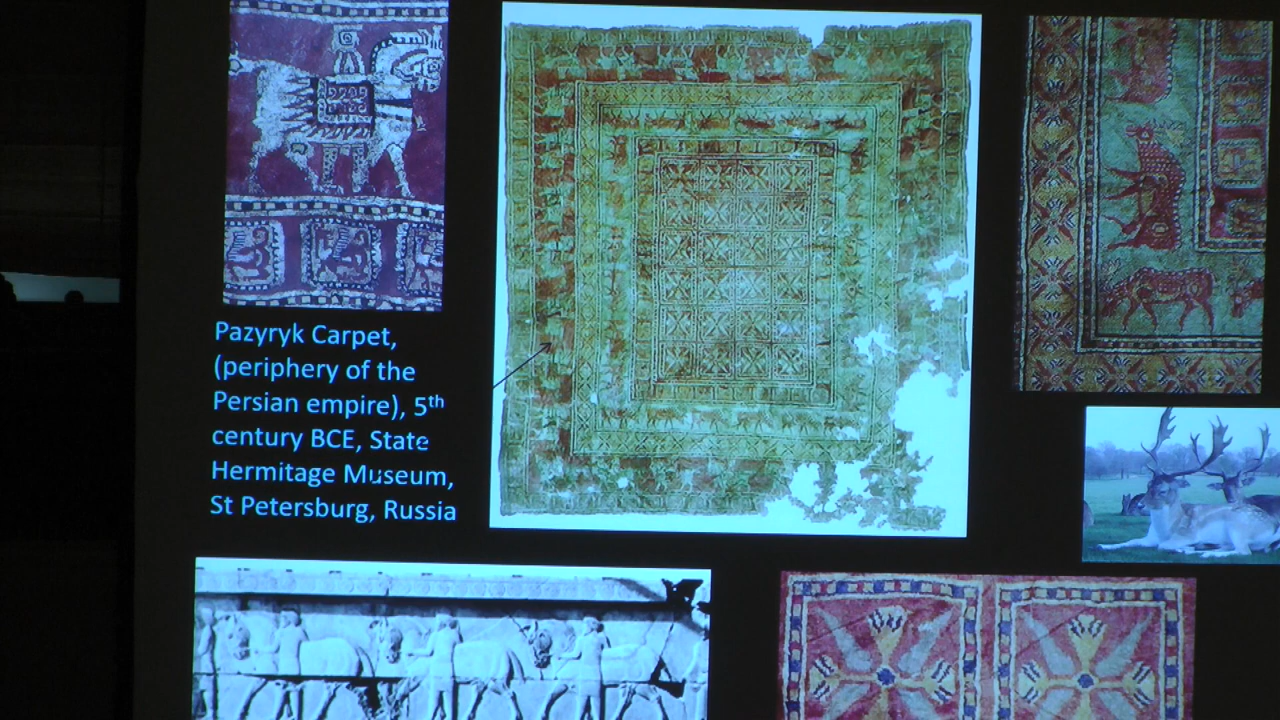 Pazyryk Carpet,
(periphery of the
Persian empire), 5th
century BCE, State
Hermitage Museum,
St Petersburg, Russia